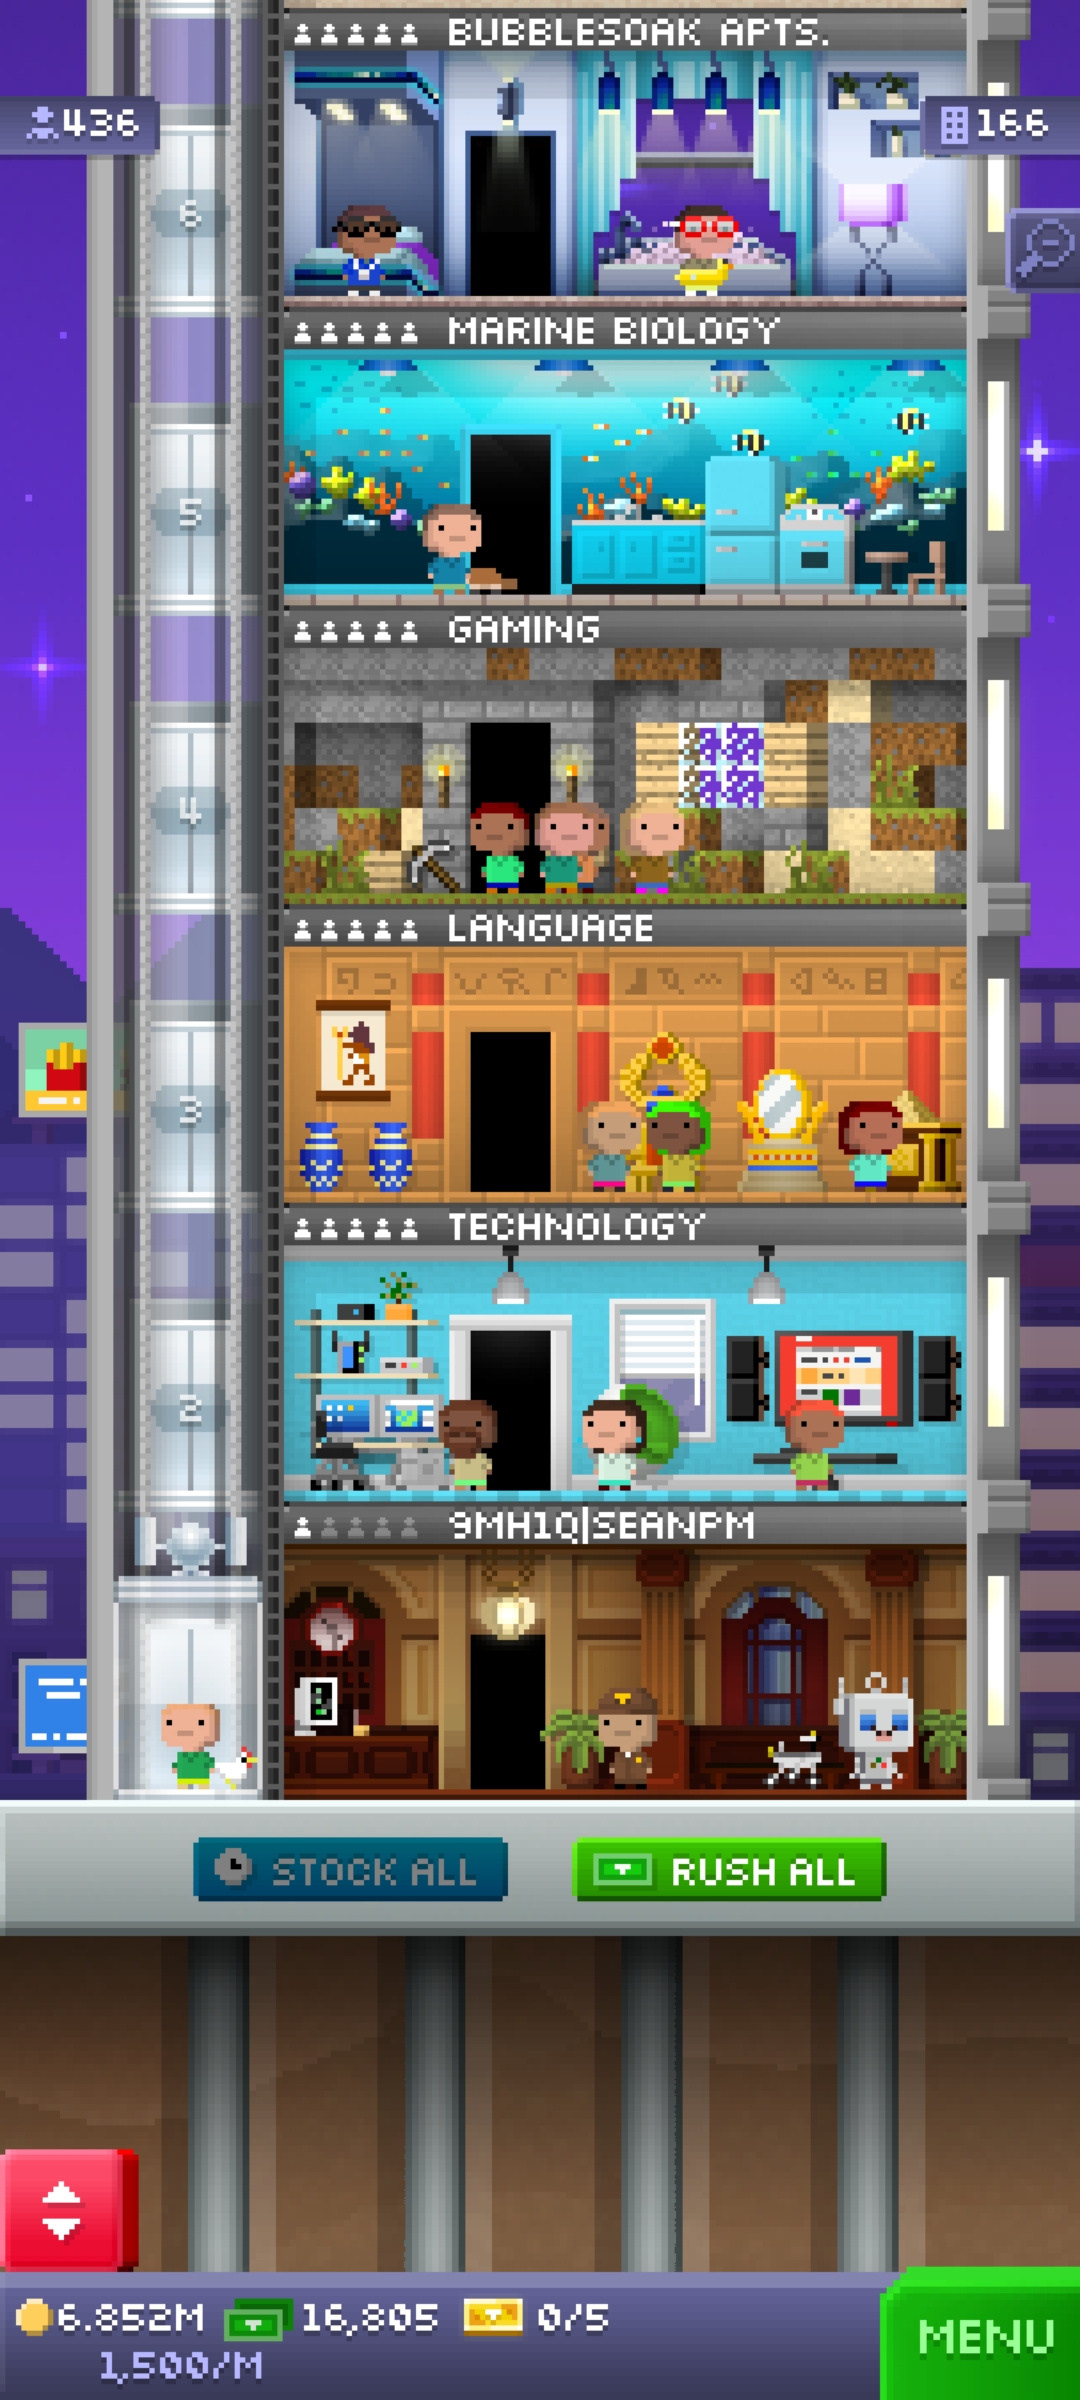 BUBBLESOAK APTS.
436
166
6
MARINE BIOLOGY
5
GAMING
4
LANGUAGE
3
TECHNOLOGY
2
9MH1Q|SEANPM
STOCK ALL
RUSH ALL
6.852M
16,805
0/5
1,500/M
MENU